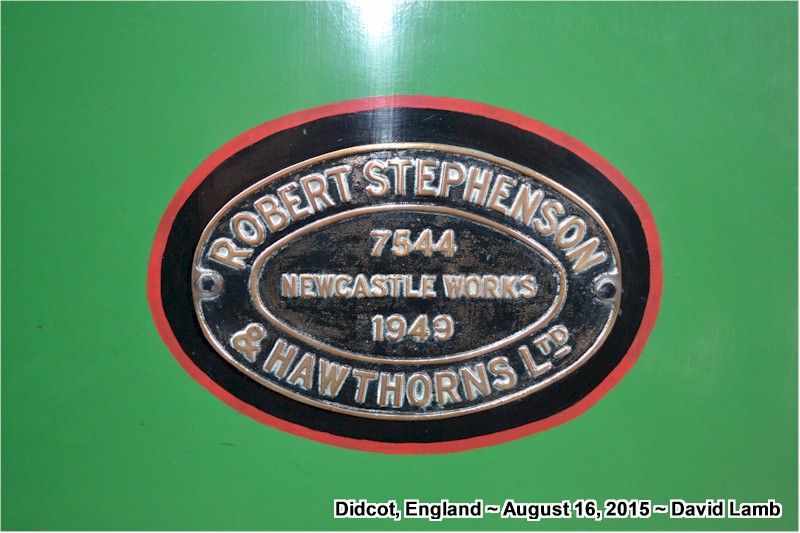 ROBERT STEPHENSON
7544
NEWCASTLE WORKS
1949
& HAWTHORNS LTD
Didcot, England ~ August 16, 2015 ~ David Lamb